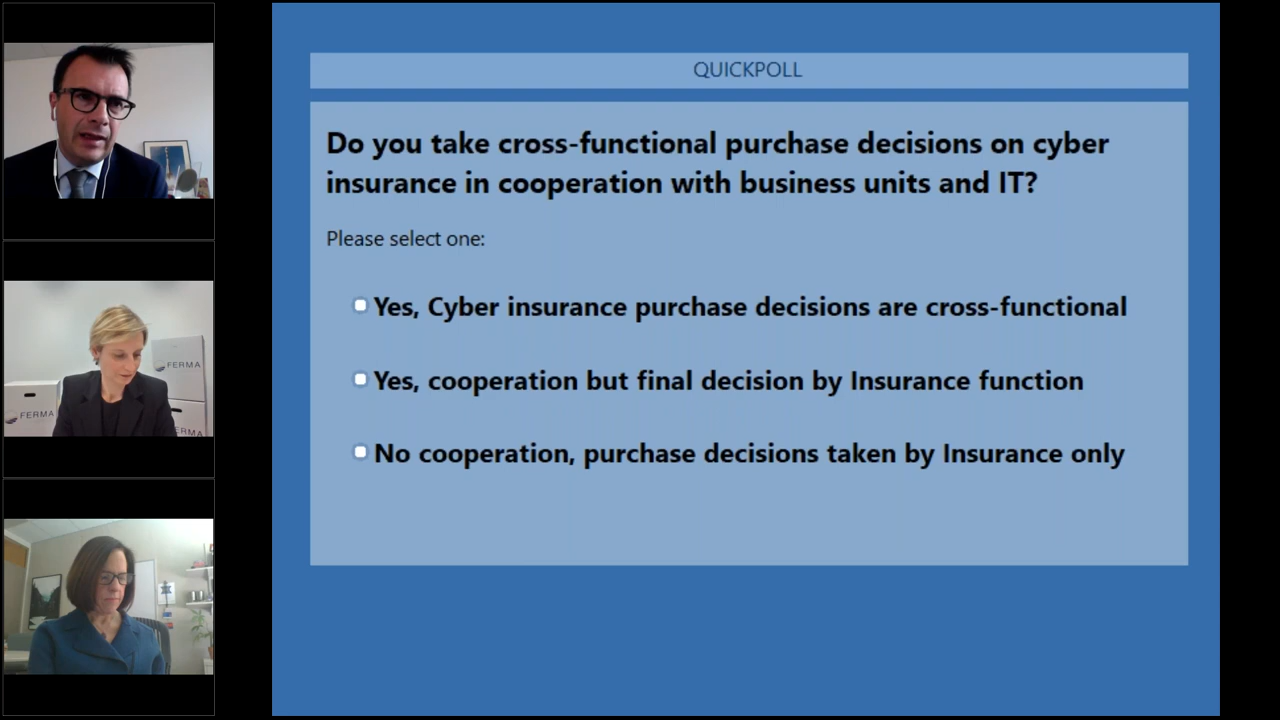 QUICKPOLL
Do you take cross-functional purchase decisions on cyber
insurance in cooperation with business units and IT?
Please select one:
Yes, Cyber insurance purchase decisions are cross-functional
Yes, cooperation but final decision by Insurance function
No cooperation, purchase decisions taken by Insurance only
FERMA
FERMA
ERMA